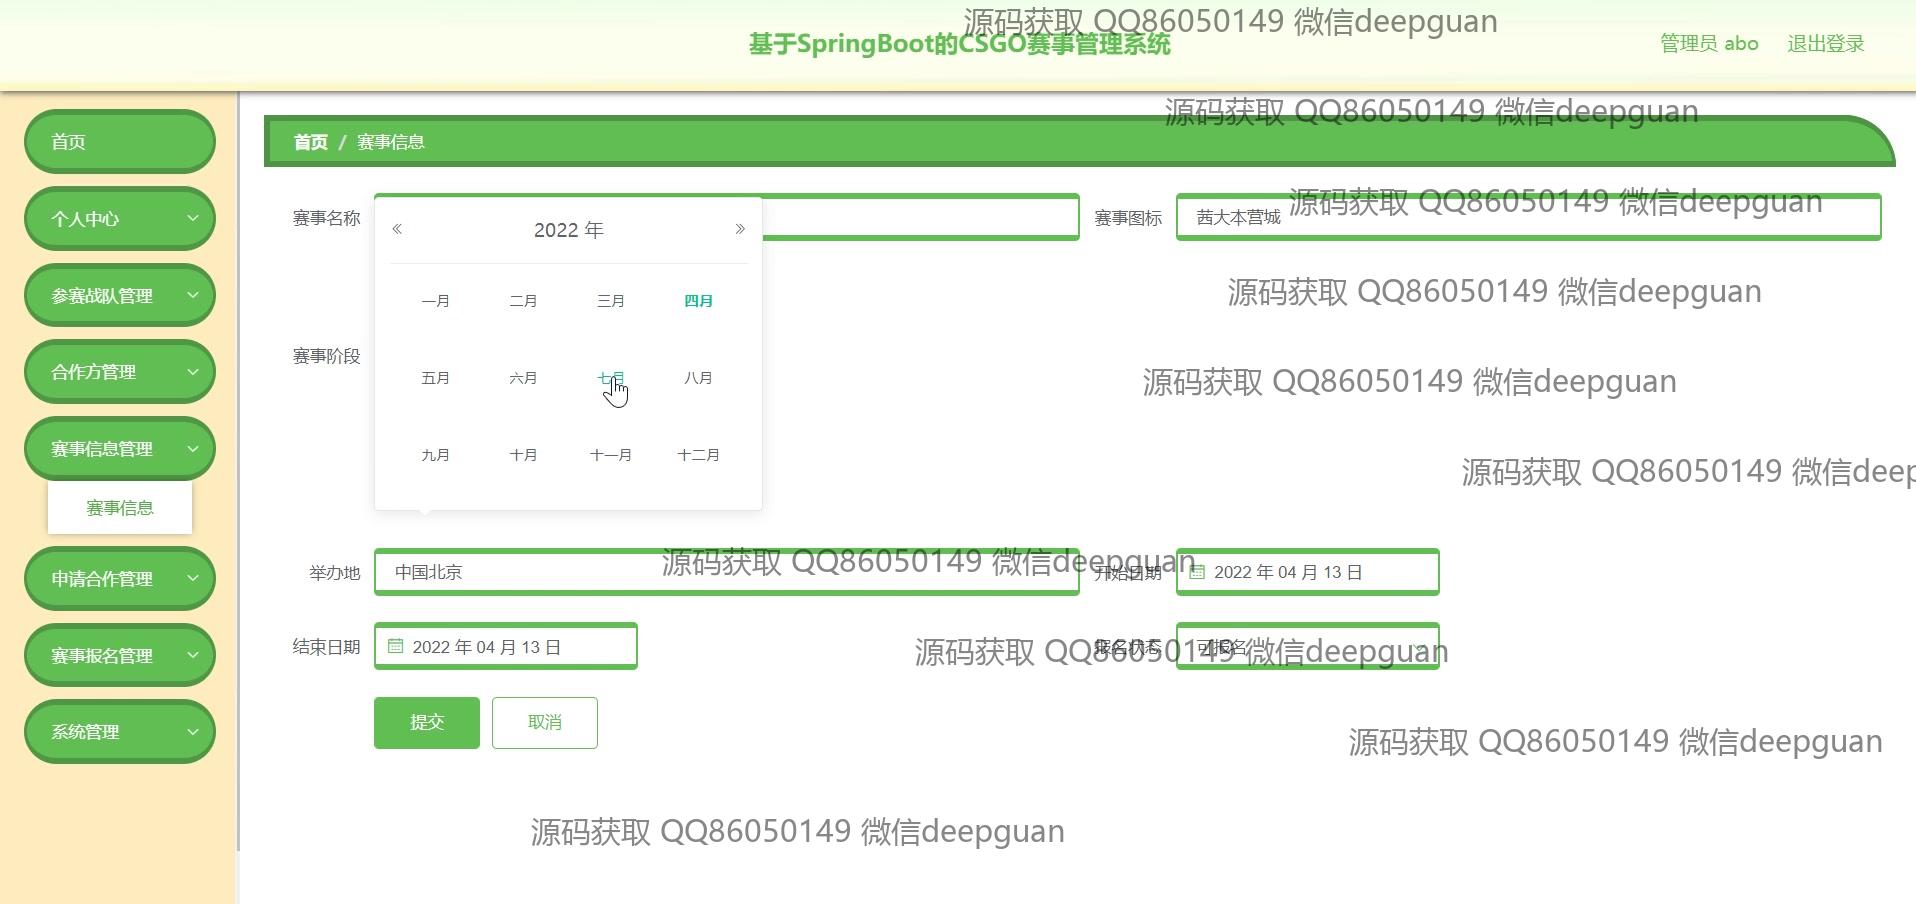 源码获取 QQ86050149 微信deepguan
基于SpringBoot的CSGO赛事管理系统
管理员 abo
退出登录
源码获取 QQ86050149 微信deepguan
首页
首页 / 赛事信息
源码获取 QQ86050149 微信deepguan
个人中心
赛事名称
« 2022 年 »
赛事图标
茜大本营城
参赛战队管理
一月 二月 三月 四月
源码获取 QQ86050149 微信deepguan
赛事阶段
合作方管理
五月 六月 七月 八月
源码获取 QQ86050149 微信deepguan
赛事信息管理
九月 十月 十一月 十二月
源码获取 QQ86050149 微信deep
赛事信息
源码获取 QQ86050149 微信deepguan
申请合作管理
举办地
中国北京
开始日期
2022 年 04 月 13 日
源码获取 QQ86050149 微信deepguan
赛事报名管理
结束日期
2022 年 04 月 13 日
报名状态
可报名
系统管理
提交
取消
源码获取 QQ86050149 微信deepguan
源码获取 QQ86050149 微信deepguan